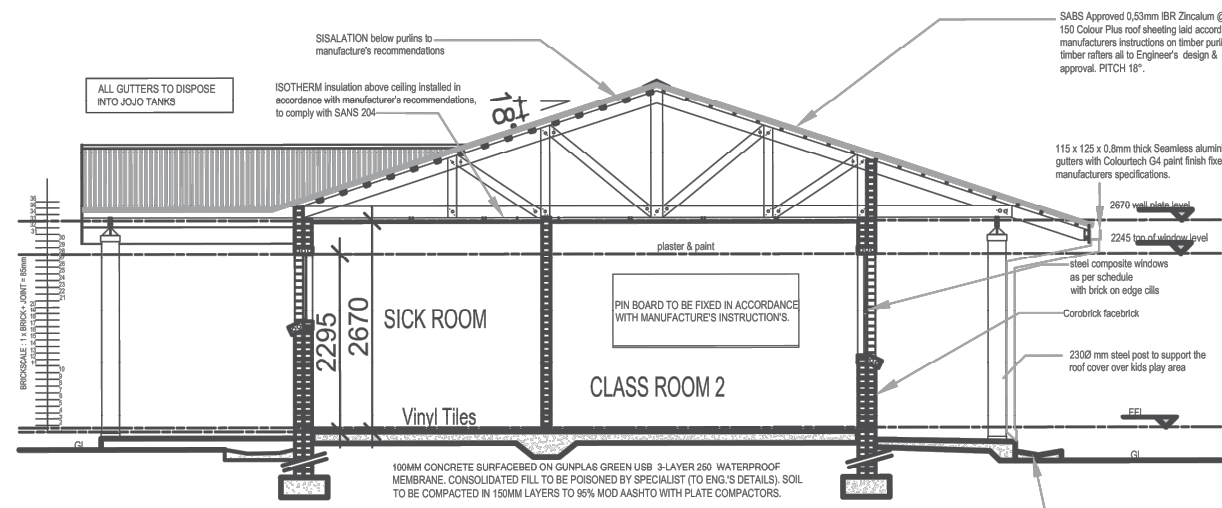 SABS Approved 0,53mm IBR Zincalum @
150 Colour Plus roof sheeting laid accord
manufacturers instructions on timber purli
timber rafters all to Engineer's design &
approval. PITCH 18°.
SISALATION below purlins to
manufacture's recommendations
ALL GUTTERS TO DISPOSE
INTO JOJO TANKS
ISOTHERM insulation above ceiling installed in
accordance with manufacturer's recommendations,
to comply with SANS 204
18°
115 x 125 x 0,8mm thick Seamless alumini
gutters with Colourtech G4 paint finish fixe
manufacturers specifications.
2670 wall plate level
2245 top of window level
plaster & paint
steel composite windows
as per schedule
with brick on edge cills
BRICKSCALE : 1 x BRICK + JOINT = 85mm
PIN BOARD TO BE FIXED IN ACCORDANCE
WITH MANUFACTURE'S INSTRUCTION'S.
Corobrick facebrick
SICK ROOM
2295
2670
230Ø mm steel post to support the
roof cover over kids play area
CLASS ROOM 2
Vinyl Tiles
FFL
GL
GL
100MM CONCRETE SURFACEBED ON GUNPLAS GREEN USB 3-LAYER 250 WATERPROOF
MEMBRANE. CONSOLIDATED FILL TO BE POISONED BY SPECIALIST (TO ENG.'S DETAILS). SOIL
TO BE COMPACTED IN 150MM LAYERS TO 95% MOD AASHTO WITH PLATE COMPACTORS.